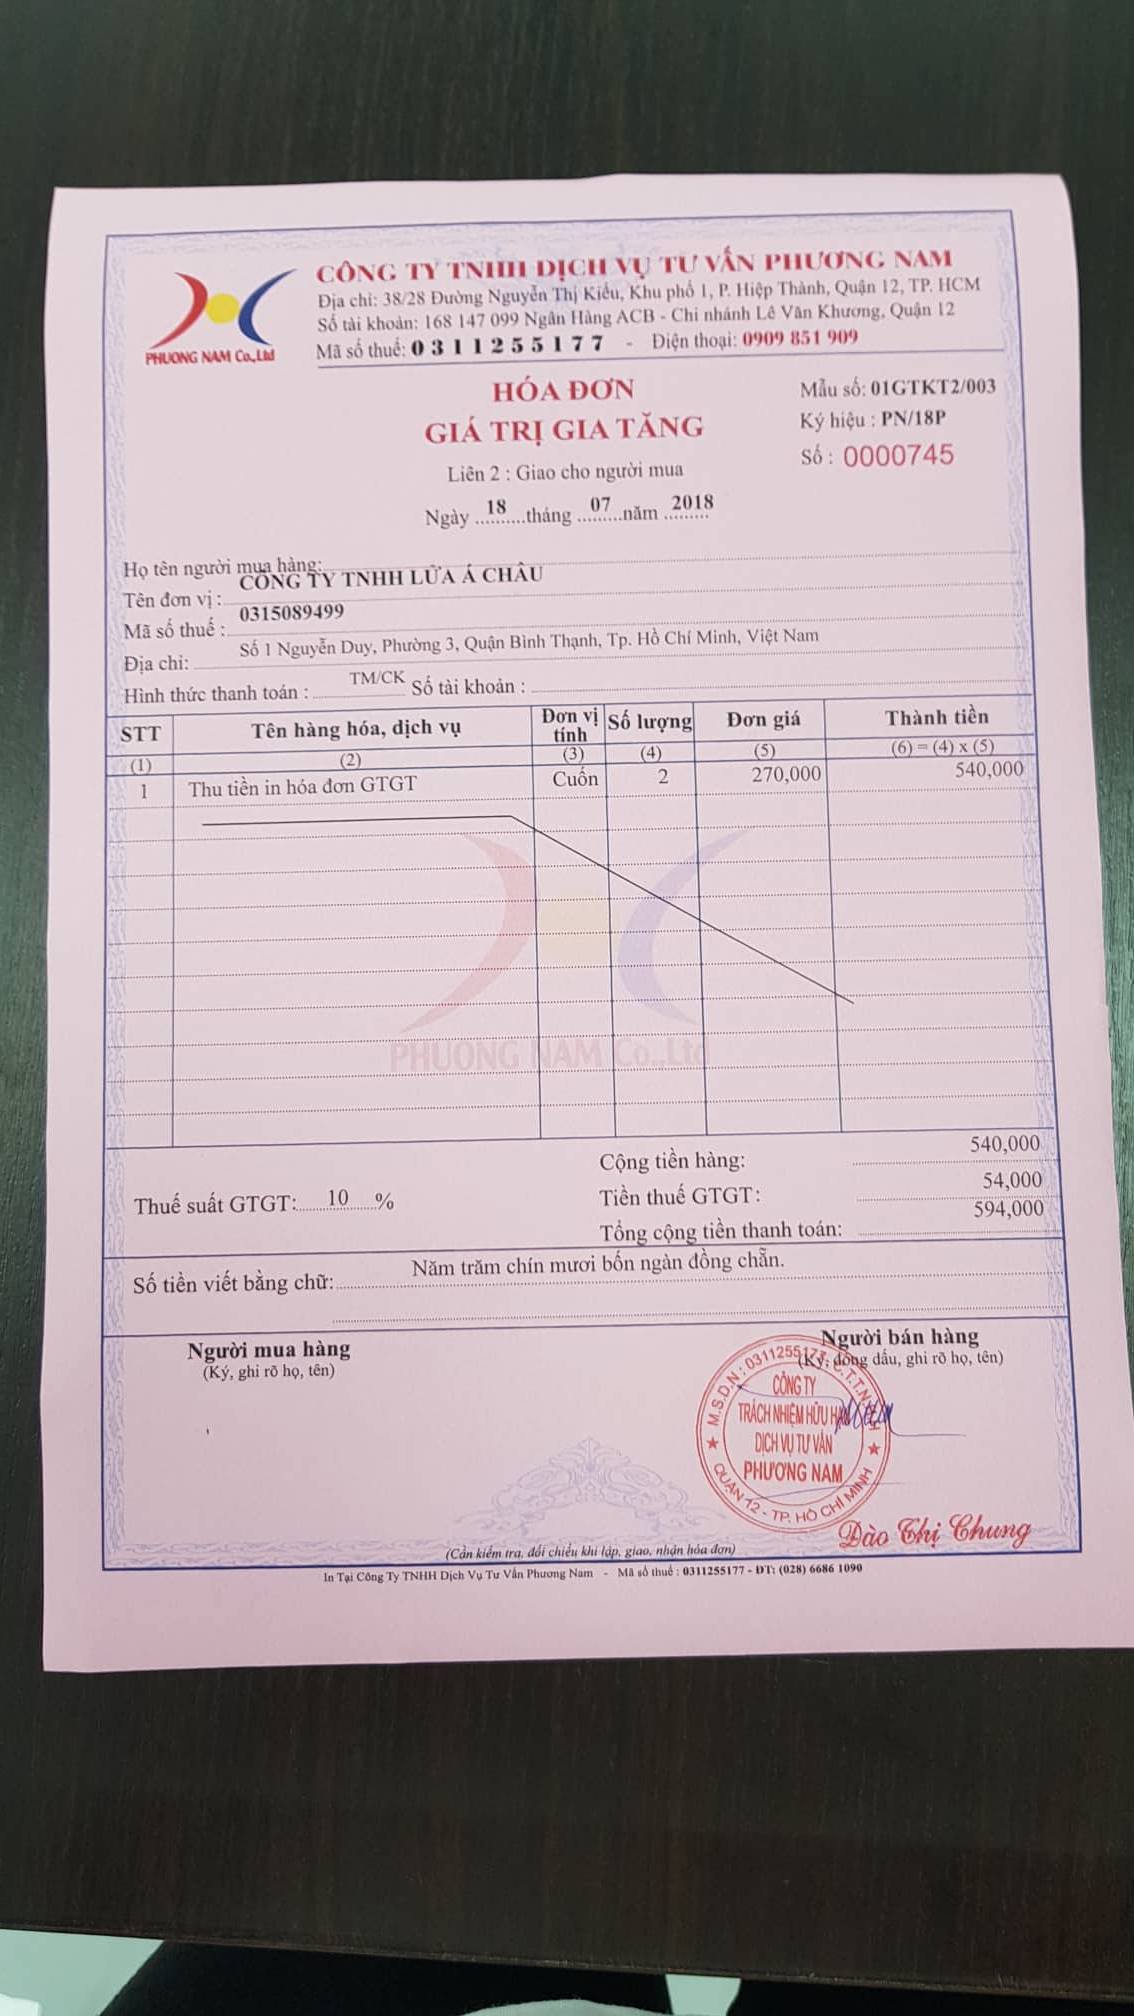 CÔNG TY TNHH DỊCH VỤ TƯ VẤN PHƯƠNG NAM
Địa chỉ: 38/28 Đường Nguyễn Thị Kiểu, Khu phố 1, P. Hiệp Thành, Quận 12, TP. HCM
Số tài khoản: 168 147 099 Ngân Hàng ACB - Chi nhánh Lê Văn Khương, Quận 12
PHUONG NAM Co.,Ltd
Mã số thuế: 0 3 1 1 2 5 5 1 7 7 - Điện thoại: 0909 851 909
HÓA ĐƠN
GIÁ TRỊ GIA TĂNG
Liên 2 : Giao cho người mua
Ngày 18 tháng 07 năm 2018
Mẫu số: 01GTKT2/003
Ký hiệu : PN/18P
Số : 0000745
Họ tên người mua hàng:
Tên đơn vị : CÔNG TY TNHH LỬA Á CHÂU
Mã số thuế : 0315089499
Địa chỉ: Số 1 Nguyễn Duy, Phường 3, Quận Bình Thạnh, Tp. Hồ Chí Minh, Việt Nam
Hình thức thanh toán : TM/CK Số tài khoản :
STT Tên hàng hóa, dịch vụ Đơn vị tính Số lượng Đơn giá Thành tiền
(1) (2) (3) (4) (5) (6) = (4) x (5)
1 Thu tiền in hóa đơn GTGT Cuốn 2 270,000 540,000
PHUONG NAM Co.,Ltd
Cộng tiền hàng: 540,000
Thuế suất GTGT: 10 % Tiền thuế GTGT: 54,000
Tổng cộng tiền thanh toán: 594,000
Số tiền viết bằng chữ: Năm trăm chín mươi bốn ngàn đồng chẵn.
Người mua hàng
(Ký, ghi rõ họ, tên)
Người bán hàng
(Ký, đóng dấu, ghi rõ họ, tên)
M.S.D.N: 0311255177 - C.T.T.N.H.H
CÔNG TY
TRÁCH NHIỆM HỮU HẠN
DỊCH VỤ TƯ VẤN
PHƯƠNG NAM
QUẬN 12 - TP. HỒ CHÍ MINH
Đào Thị Chung
(Cần kiểm tra, đối chiếu khi lập, giao, nhận hóa đơn)
In Tại Công Ty TNHH Dịch Vụ Tư Vấn Phương Nam - Mã số thuế : 0311255177 - ĐT: (028) 6686 1090